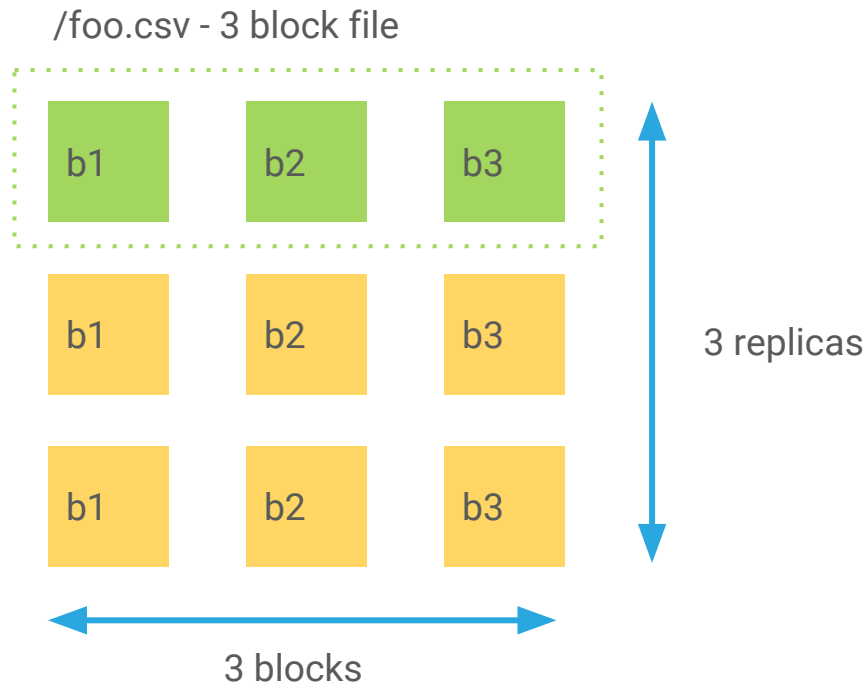 /foo.csv - 3 block file
b1 b2 b3
b1 b2 b3
3 replicas
b1 b2 b3
3 blocks